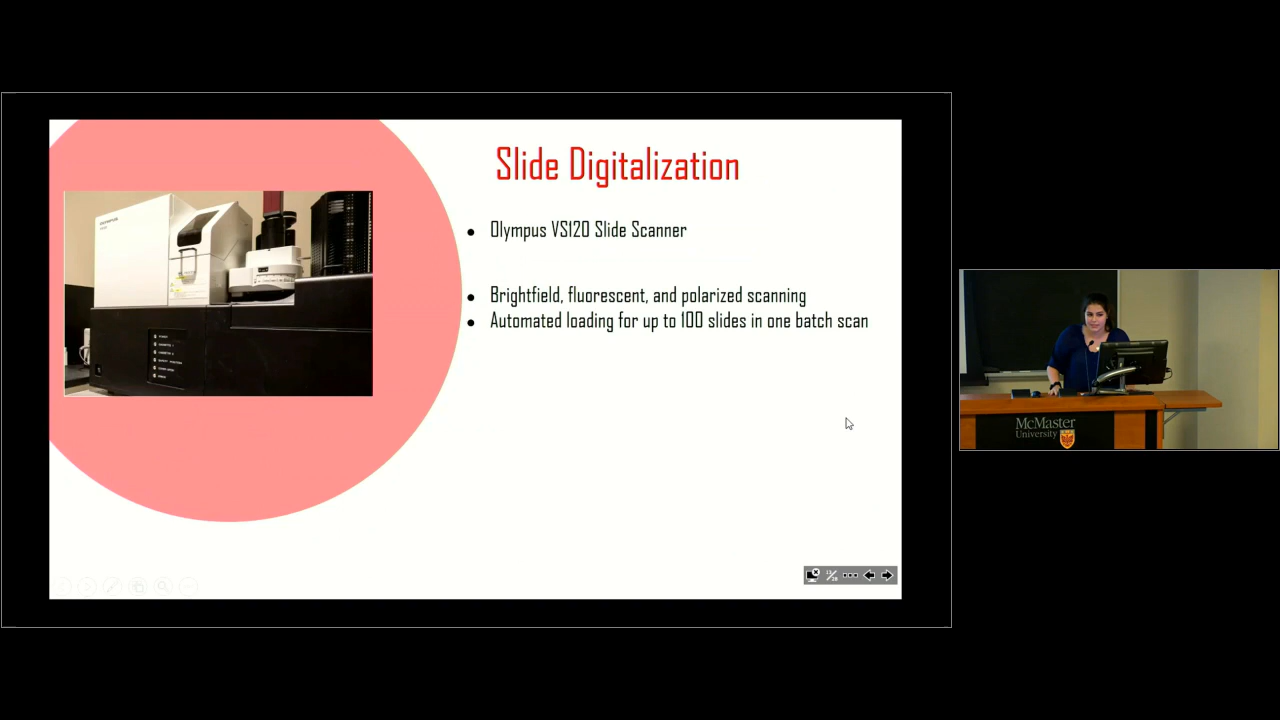 Slide Digitalization
● Olympus VS120 Slide Scanner
● Brightfield, fluorescent, and polarized scanning
● Automated loading for up to 100 slides in one batch scan
OLYMPUS
McMaster
University